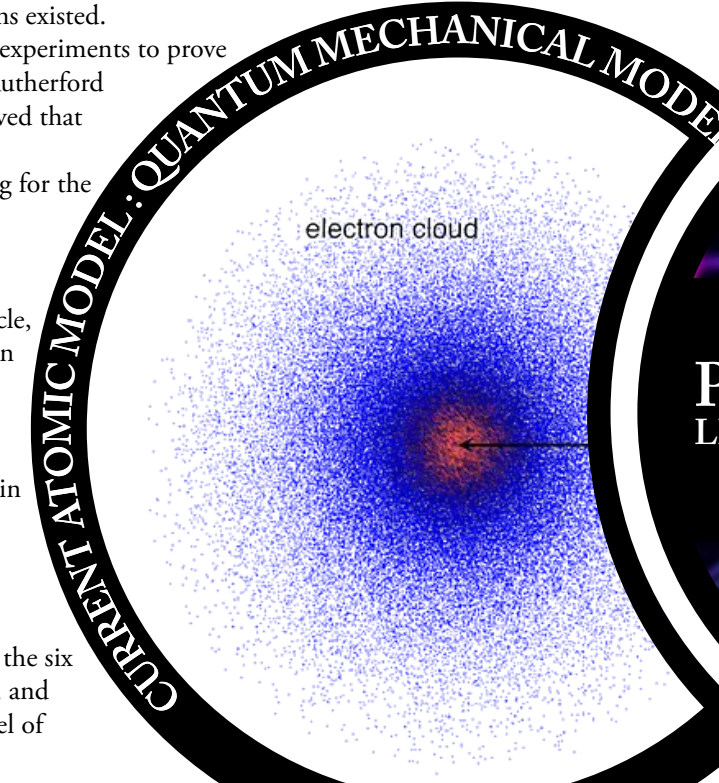 ns existed.
experiments to prove
utherford
ved that
g for the
cle,
n
in
the six
and
el of
CURRENT ATOMIC MODEL : QUANTUM MECHANICAL MODE
electron cloud
P
L